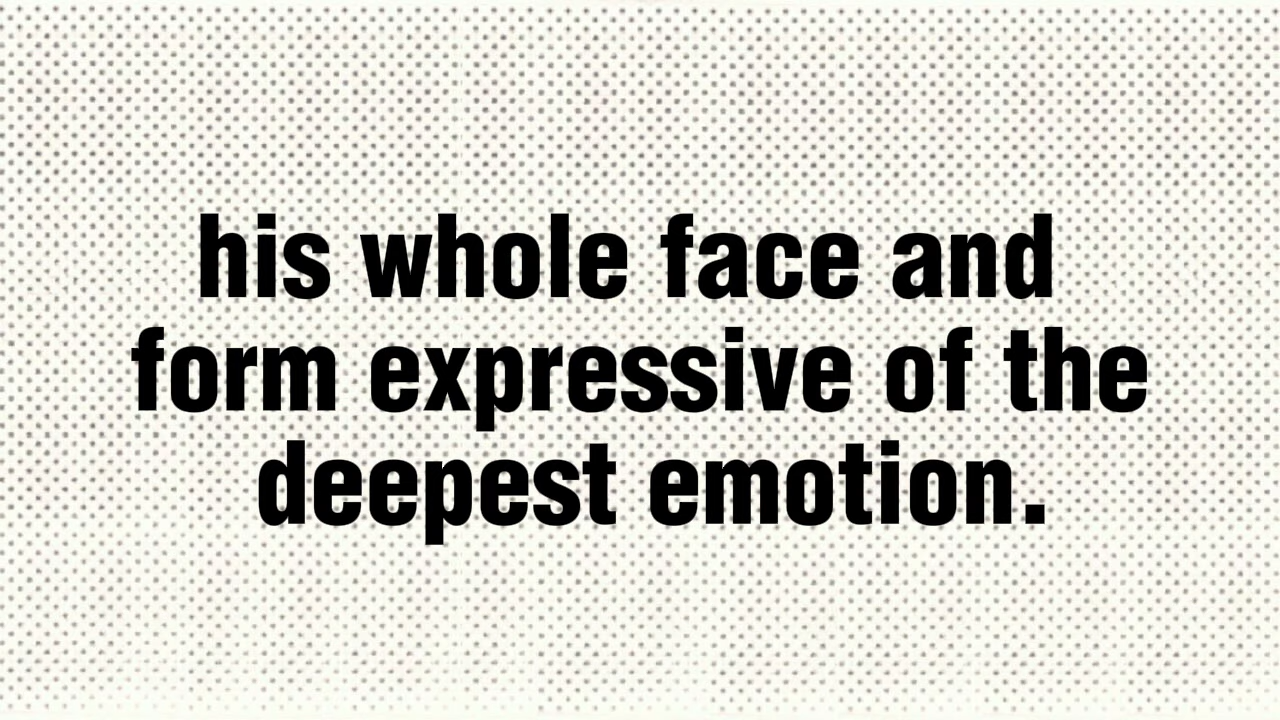 his whole face and
form expressive of the
deepest emotion.